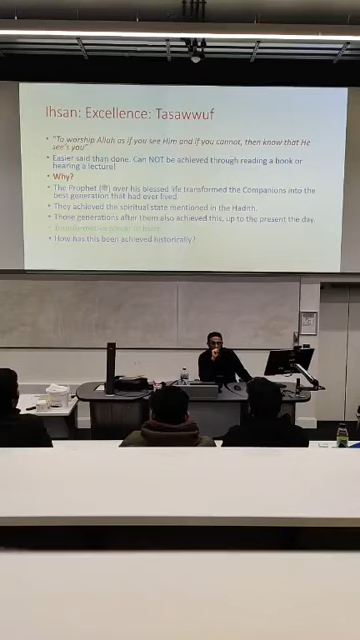 Ihsan: Excellence: Tasawwuf
• "To worship Allah as if you see Him and if you cannot, then know that He
see's you"
• Easier said than done. Can NOT be achieved through reading a book or
hearing a lecture!
• Why?
• The Prophet (ﷺ) over his blessed life transformed the Companions into the
best generation that had ever lived.
• They achieved the spiritual state mentioned in the Hadith.
• Those generations after them also achieved this, up to the present the day.
• How has this been achieved historically?